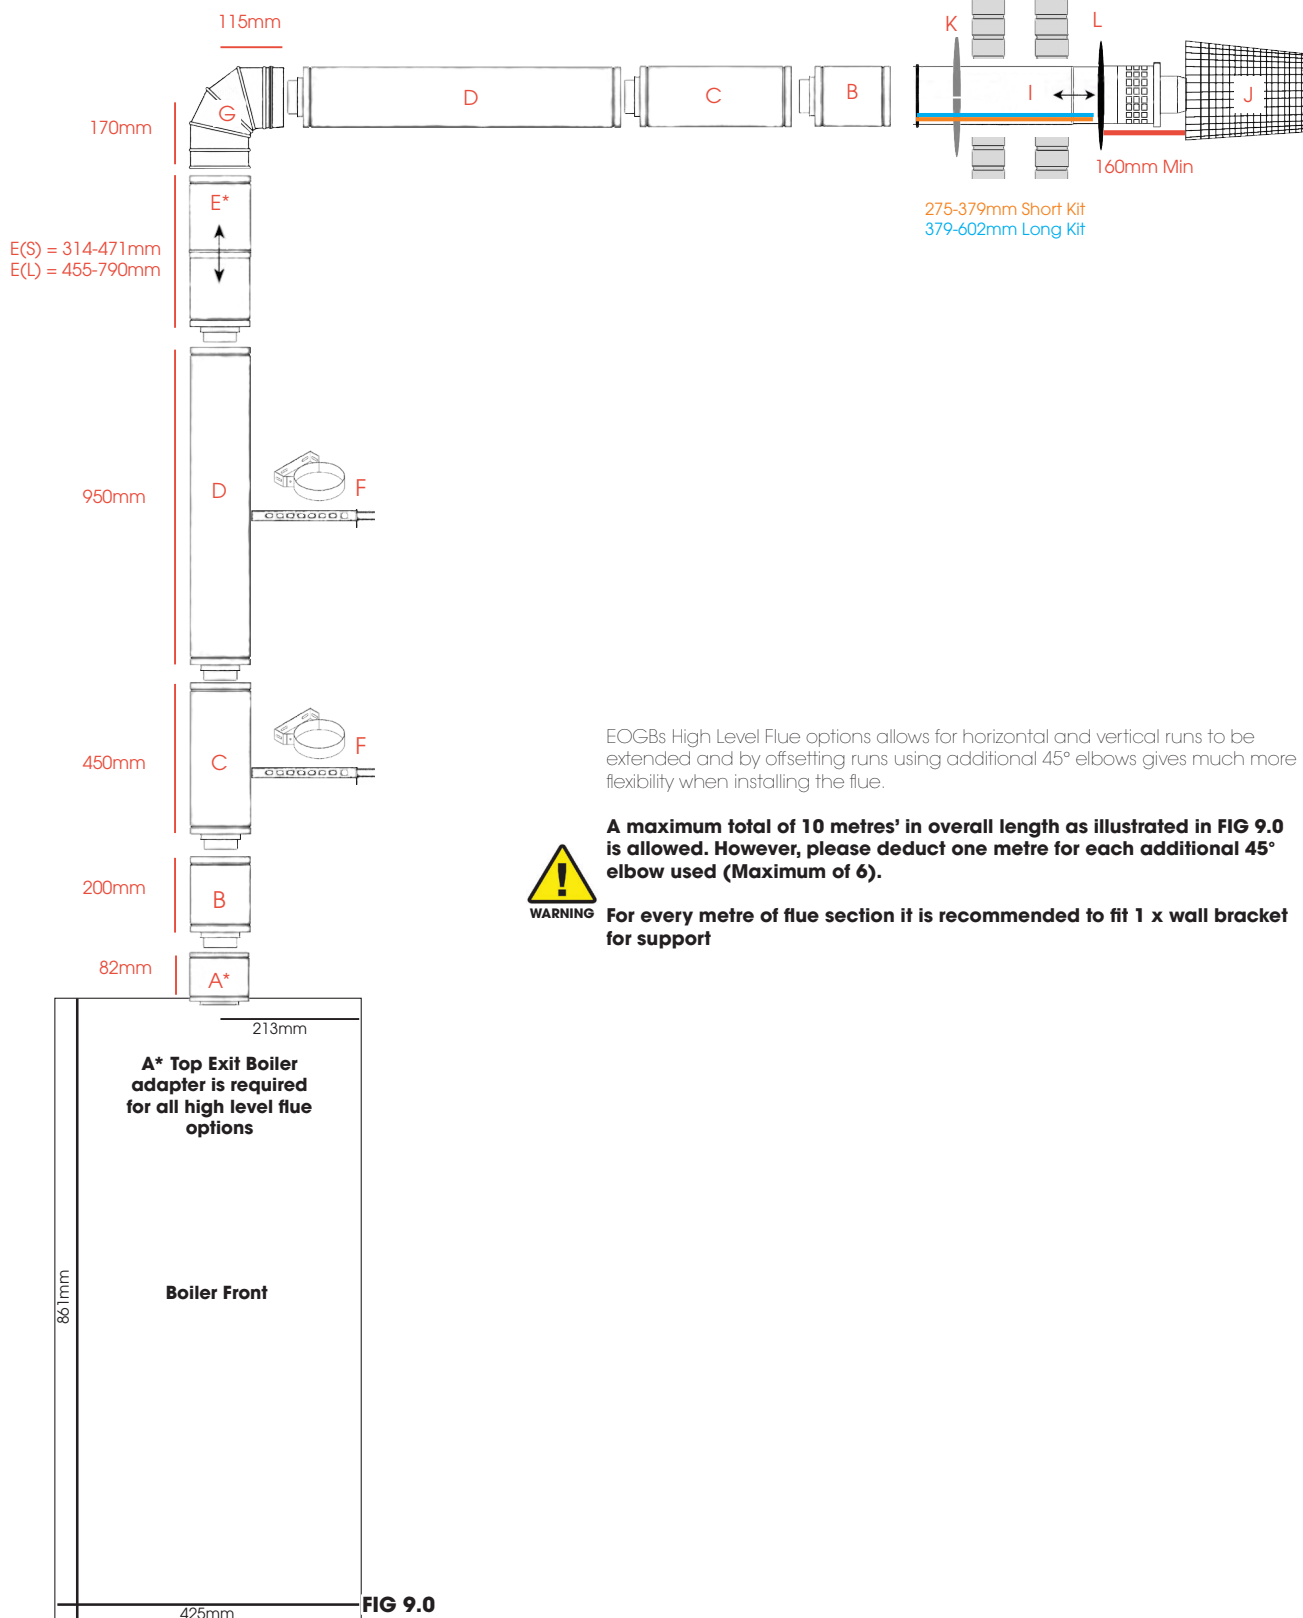 115mm
K
L
G
D
C
B
I
J
170mm
160mm Min
E*
275-379mm Short Kit
379-602mm Long Kit
E(S) = 314-471mm
E(L) = 455-790mm
950mm
D
F
450mm
C
F
EOGBs High Level Flue options allows for horizontal and vertical runs to be
extended and by offsetting runs using additional 45° elbows gives much more
flexibility when installing the flue.
A maximum total of 10 metres’ in overall length as illustrated in FIG 9.0
is allowed. However, please deduct one metre for each additional 45°
elbow used (Maximum of 6).
WARNING
For every metre of flue section it is recommended to fit 1 x wall bracket
for support
200mm
B
82mm
A*
213mm
A* Top Exit Boiler
adapter is required
for all high level flue
options
861mm
Boiler Front
425mm
FIG 9.0